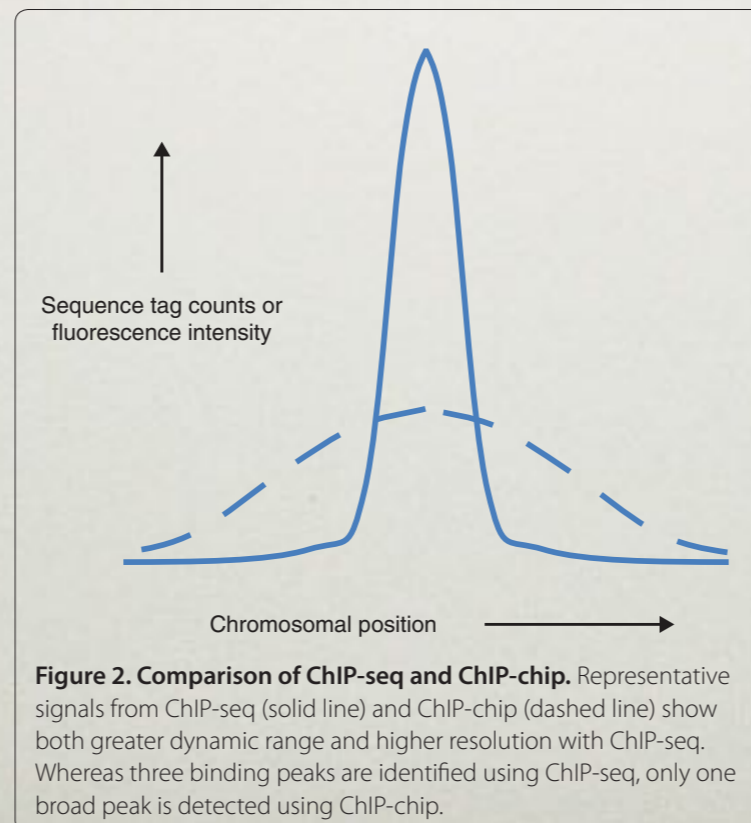 Sequence tag counts or
fluorescence intensity
Chromosomal position
Figure 2. Comparison of ChIP-seq and ChIP-chip. Representative
signals from ChIP-seq (solid line) and ChIP-chip (dashed line) show
both greater dynamic range and higher resolution with ChIP-seq.
Whereas three binding peaks are identified using ChIP-seq, only one
broad peak is detected using ChIP-chip.